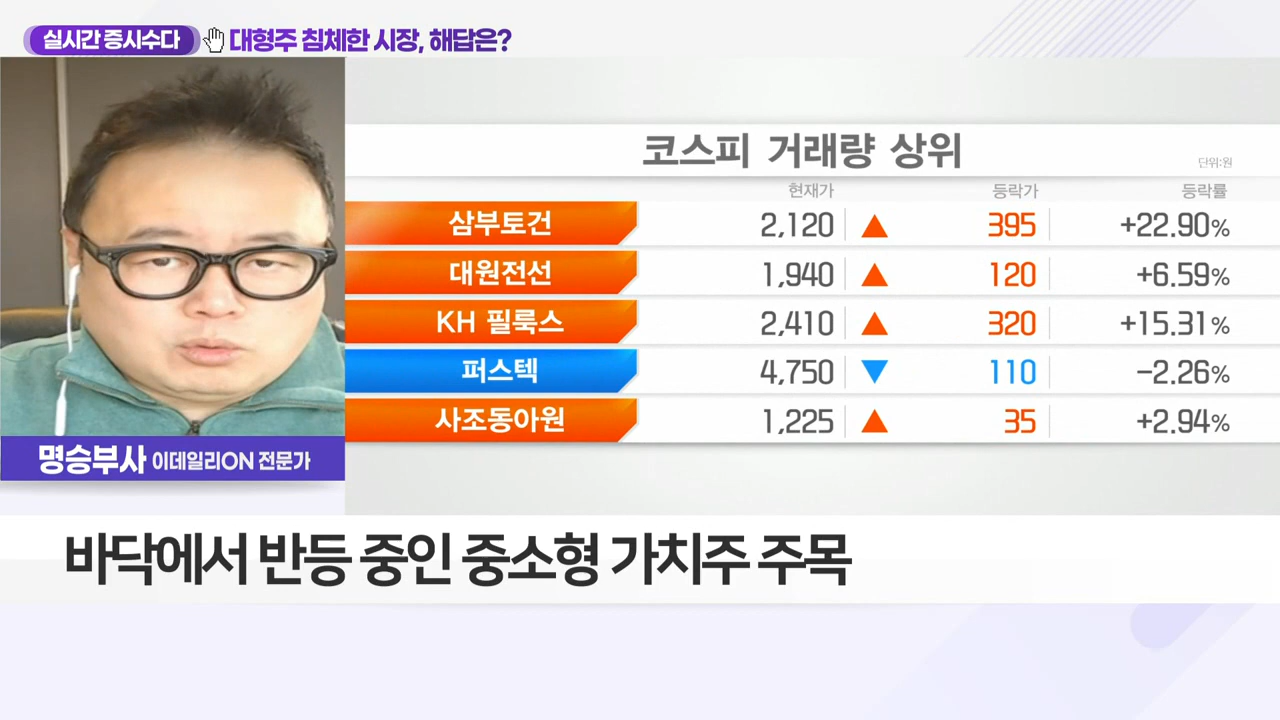 실시간 증시수다 대형주 침체한 시장, 해답은?
코스피 거래량 상위
단위:원
현재가 등락가 등락률
삼부토건 2,120 ▲ 395 +22.90%
대원전선 1,940 ▲ 120 +6.59%
KH 필룩스 2,410 ▲ 320 +15.31%
퍼스텍 4,750 ▼ 110 -2.26%
사조동아원 1,225 ▲ 35 +2.94%
명승부사 이데일리ON 전문가
바닥에서 반등 중인 중소형 가치주 주목